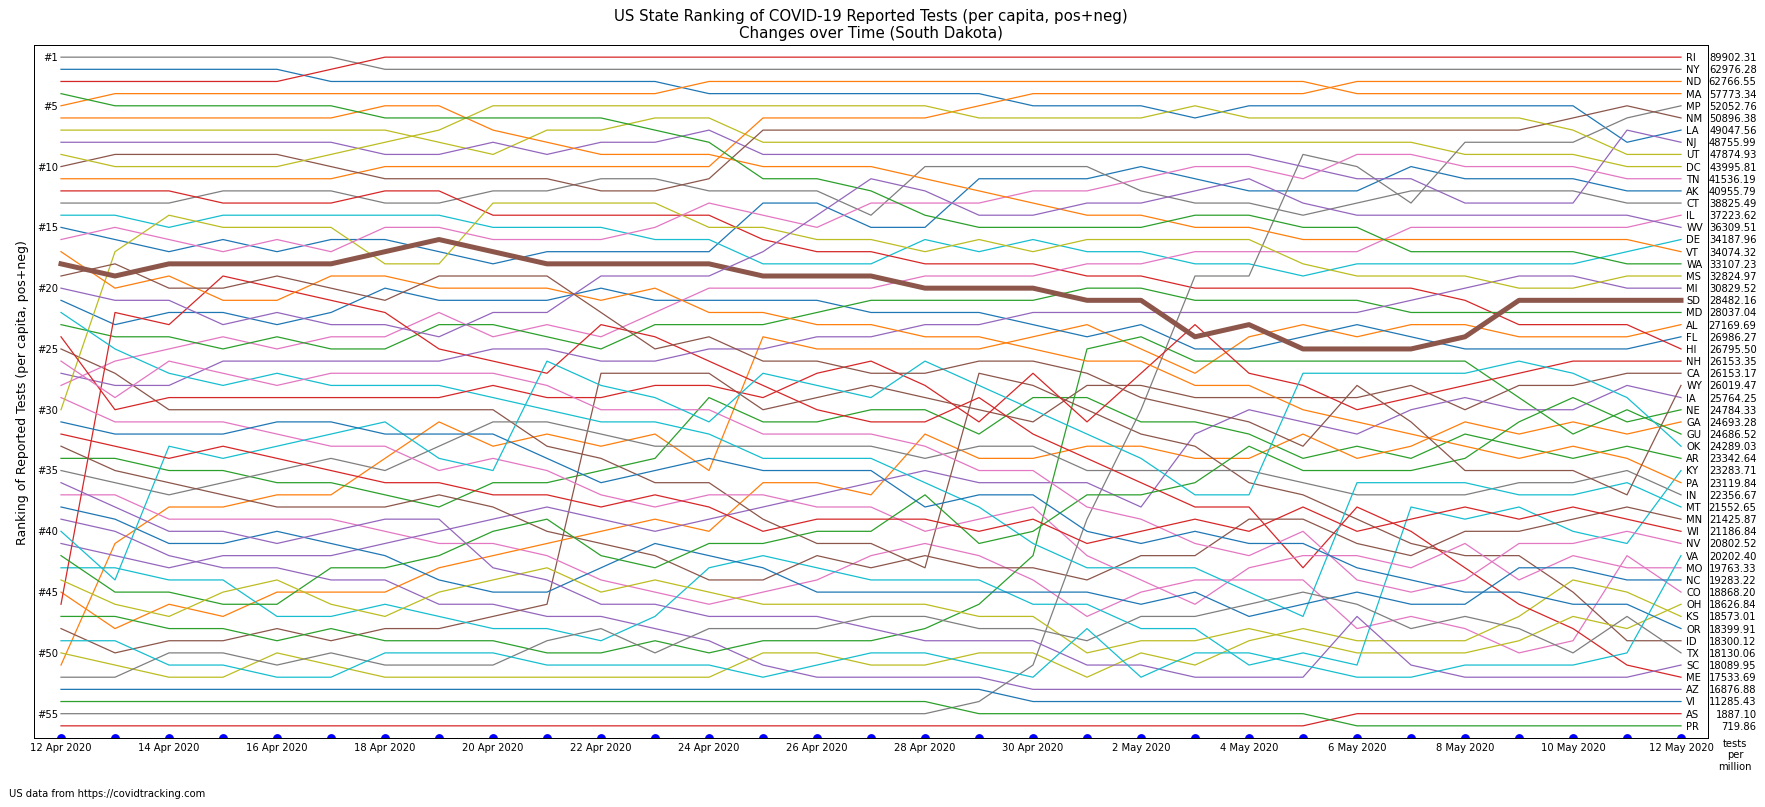 US State Ranking of COVID-19 Reported Tests (per capita, pos+neg)
Changes over Time (South Dakota)
Ranking of Reported Tests (per capita, pos+neg)
#1
#5
#10
#15
#20
#25
#30
#35
#40
#45
#50
#55
RI 89902.31
NY 62976.28
ND 62766.55
MA 57773.34
MP 52052.76
NM 50896.38
LA 49047.56
NJ 48755.99
UT 47874.93
DC 43995.81
TN 41536.19
AK 40955.79
CT 38825.49
IL 37223.62
WV 36309.51
DE 34187.96
VT 34074.32
WA 33107.23
MS 32824.97
MI 30829.52
SD 28482.16
MD 28037.04
AL 27169.69
FL 26986.27
HI 26795.50
NH 26153.35
CA 26153.17
WY 26019.47
IA 25764.25
NE 24784.33
GA 24693.28
GU 24686.52
OK 24289.03
AR 23342.64
KY 23283.71
PA 23119.84
IN 22356.67
MT 21552.65
MN 21425.87
WI 21186.84
NV 20802.52
VA 20202.40
MO 19763.33
NC 19283.22
CO 18868.20
OH 18626.84
KS 18573.01
OR 18399.91
ID 18300.12
TX 18130.06
SC 18089.95
ME 17533.69
AZ 16876.88
VI 11285.43
AS 1887.10
PR 719.86
12 Apr 2020 14 Apr 2020 16 Apr 2020 18 Apr 2020 20 Apr 2020 22 Apr 2020 24 Apr 2020 26 Apr 2020 28 Apr 2020 30 Apr 2020 2 May 2020 4 May 2020 6 May 2020 8 May 2020 10 May 2020 12 May 2020
tests
per
million
US data from https://covidtracking.com